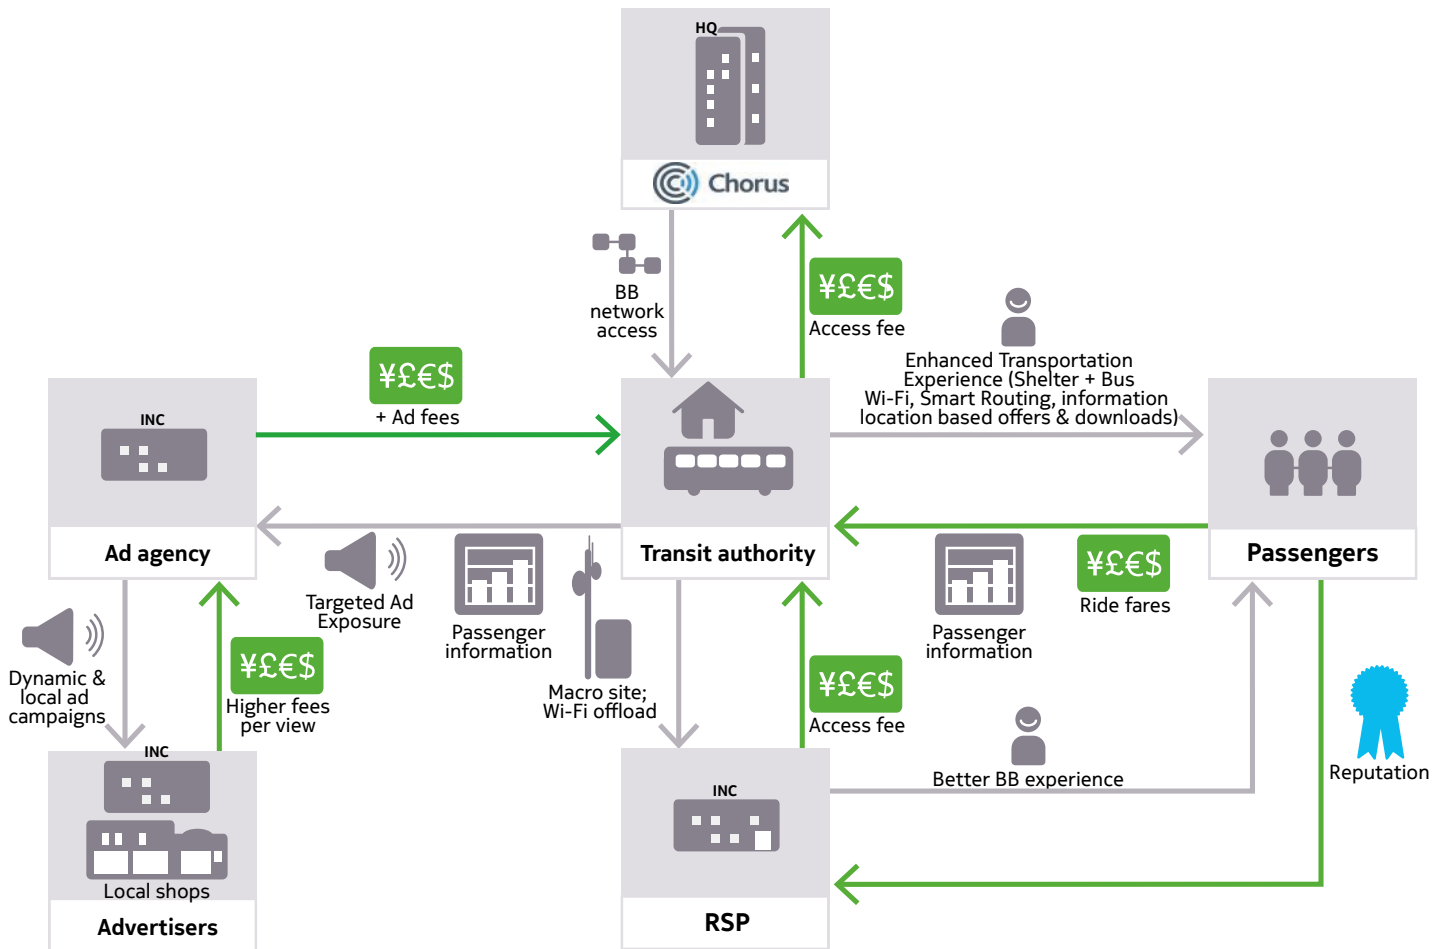 HQ
Chorus
BB
network
access
¥£€$
Access fee
Enhanced Transportation
Experience (Shelter + Bus
Wi-Fi, Smart Routing, information
location based offers & downloads)
¥£€$
+ Ad fees
INC
Ad agency
Transit authority
Passengers
Targeted Ad
Exposure
Passenger
information
Macro site;
Wi-Fi offload
Passenger
information
¥£€$
Ride fares
Dynamic &
local ad
campaigns
¥£€$
Higher fees
per view
¥£€$
Access fee
Better BB experience
Reputation
INC
Local shops
Advertisers
INC
RSP